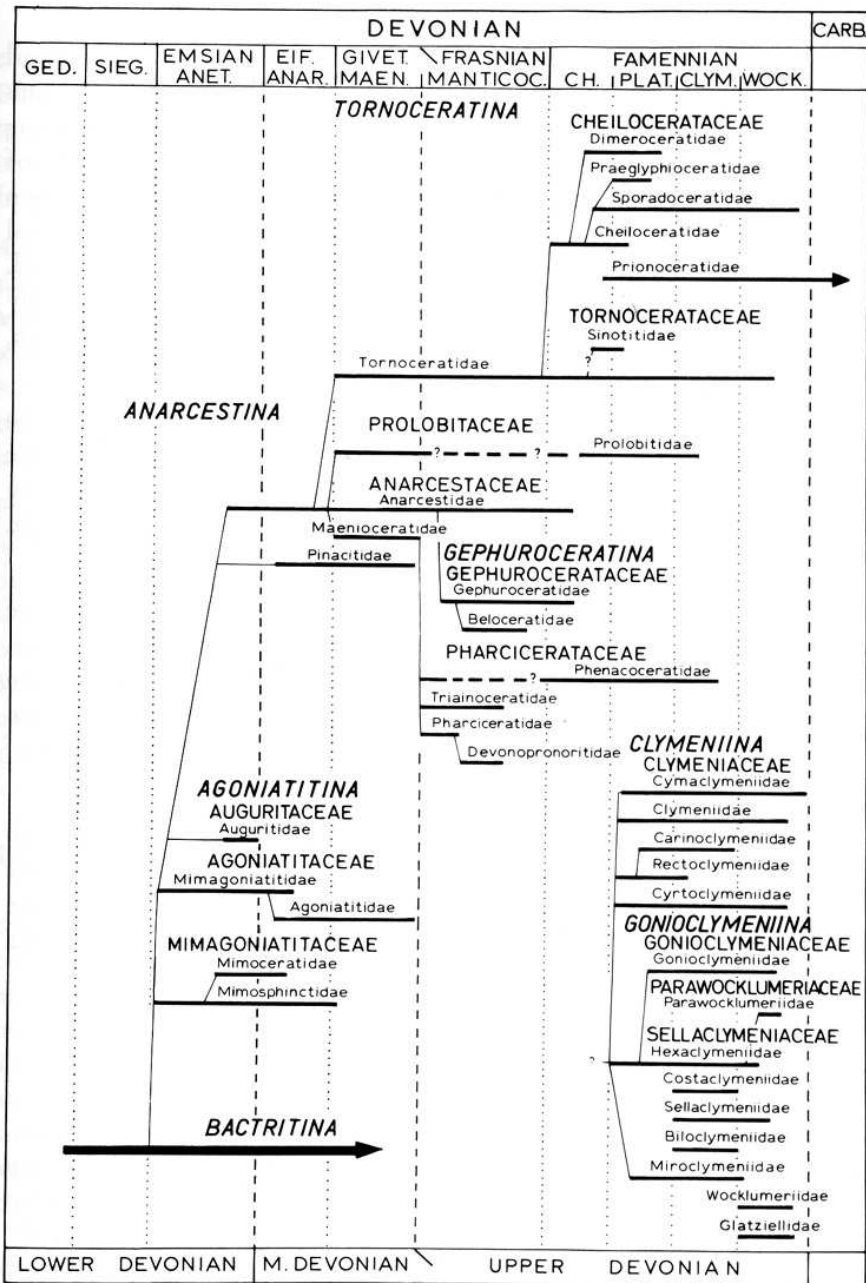 DEVONIAN CARB.
GED. SIEG. EMSIAN ANET. EIF. ANAR. GIVET. MAEN. FRASNIAN MANTICOC. FAMENNIAN
CH. PLAT. CLYM. WOCK.
TORNOCERATINA
CHEILOCERATACEAE
Dimeroceratidae
Praeglyphioceratidae
Sporadoceratidae
Cheiloceratidae
Prionoceratidae
TORNOCERATACEAE
Sinotitidae
?
Tornoceratidae
ANARCESTINA
PROLOBITACEAE
? ? Prolobitidae
ANARCESTACEAE
Anarcestidae
Maenioceratidae
Pinacitidae
GEPHUROCERATINA
GEPHUROCERATACEAE
Gephuroceratidae
Beloceratidae
PHARCICERATACEAE
? Phenacoceratidae
Triainoceratidae
Pharciceratidae
Devonopronoritidae
CLYMENIINA
CLYMENIACEAE
Cymaclymeniidae
AGONIATITINA
Clymeniidae
AUGURITACEAE
Auguritidae
Carinoclymeniidae
AGONIATITACEAE
Rectoclymeniidae
Mimagoniatitidae
Agoniatitidae
Cyrtoclymeniidae
GONIOCLYMENIINA
MIMAGONIATITACEAE
GONIOCLYMENIACEAE
Mimoceratidae
Gonioclymeniidae
Mimosphinctidae
PARAWOCKLUMERIACEAE
Parawocklumeriidae
SELLACLYMENIACEAE
? Hexaclymeniidae
Costaclymeniidae
Sellaclymeniidae
BACTRITINA
Biloclymeniidae
Miroclymeniidae
Wocklumeriidae
Glatziellidae
LOWER DEVONIAN M. DEVONIAN UPPER DEVONIAN